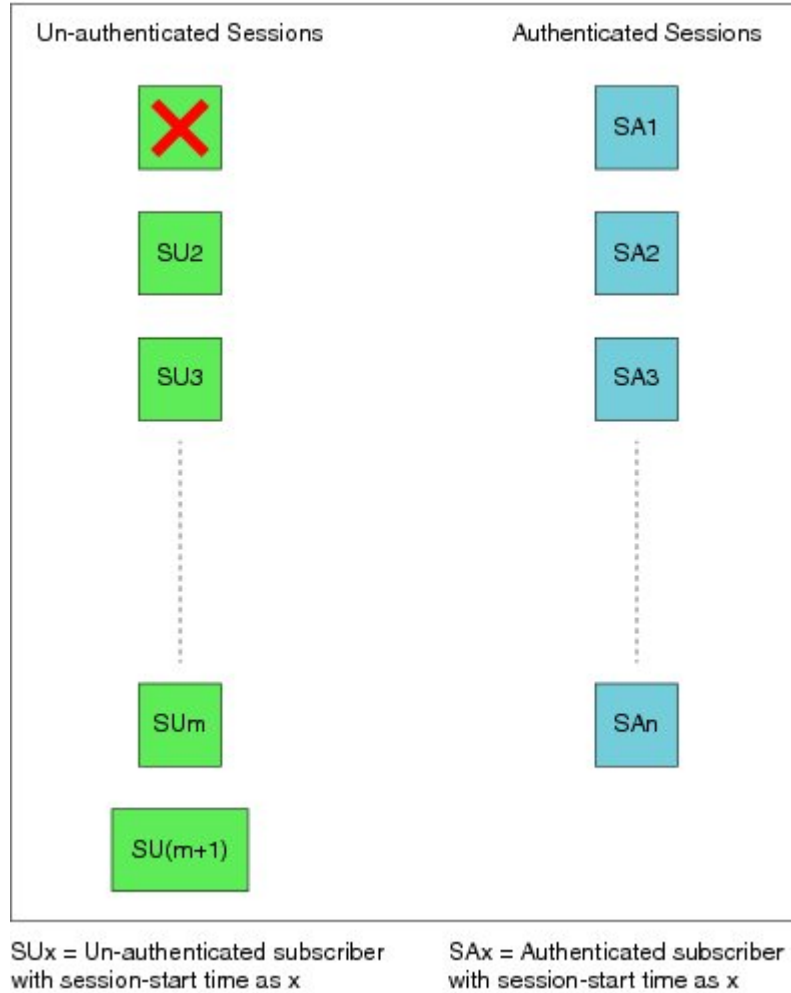 Un-authenticated Sessions
Authenticated Sessions
SA1
SU2
SA2
SU3
SA3
SUm
SAn
SU(m+1)
SUx = Un-authenticated subscriber
with session-start time as x
SAx = Authenticated subscriber
with session-start time as x